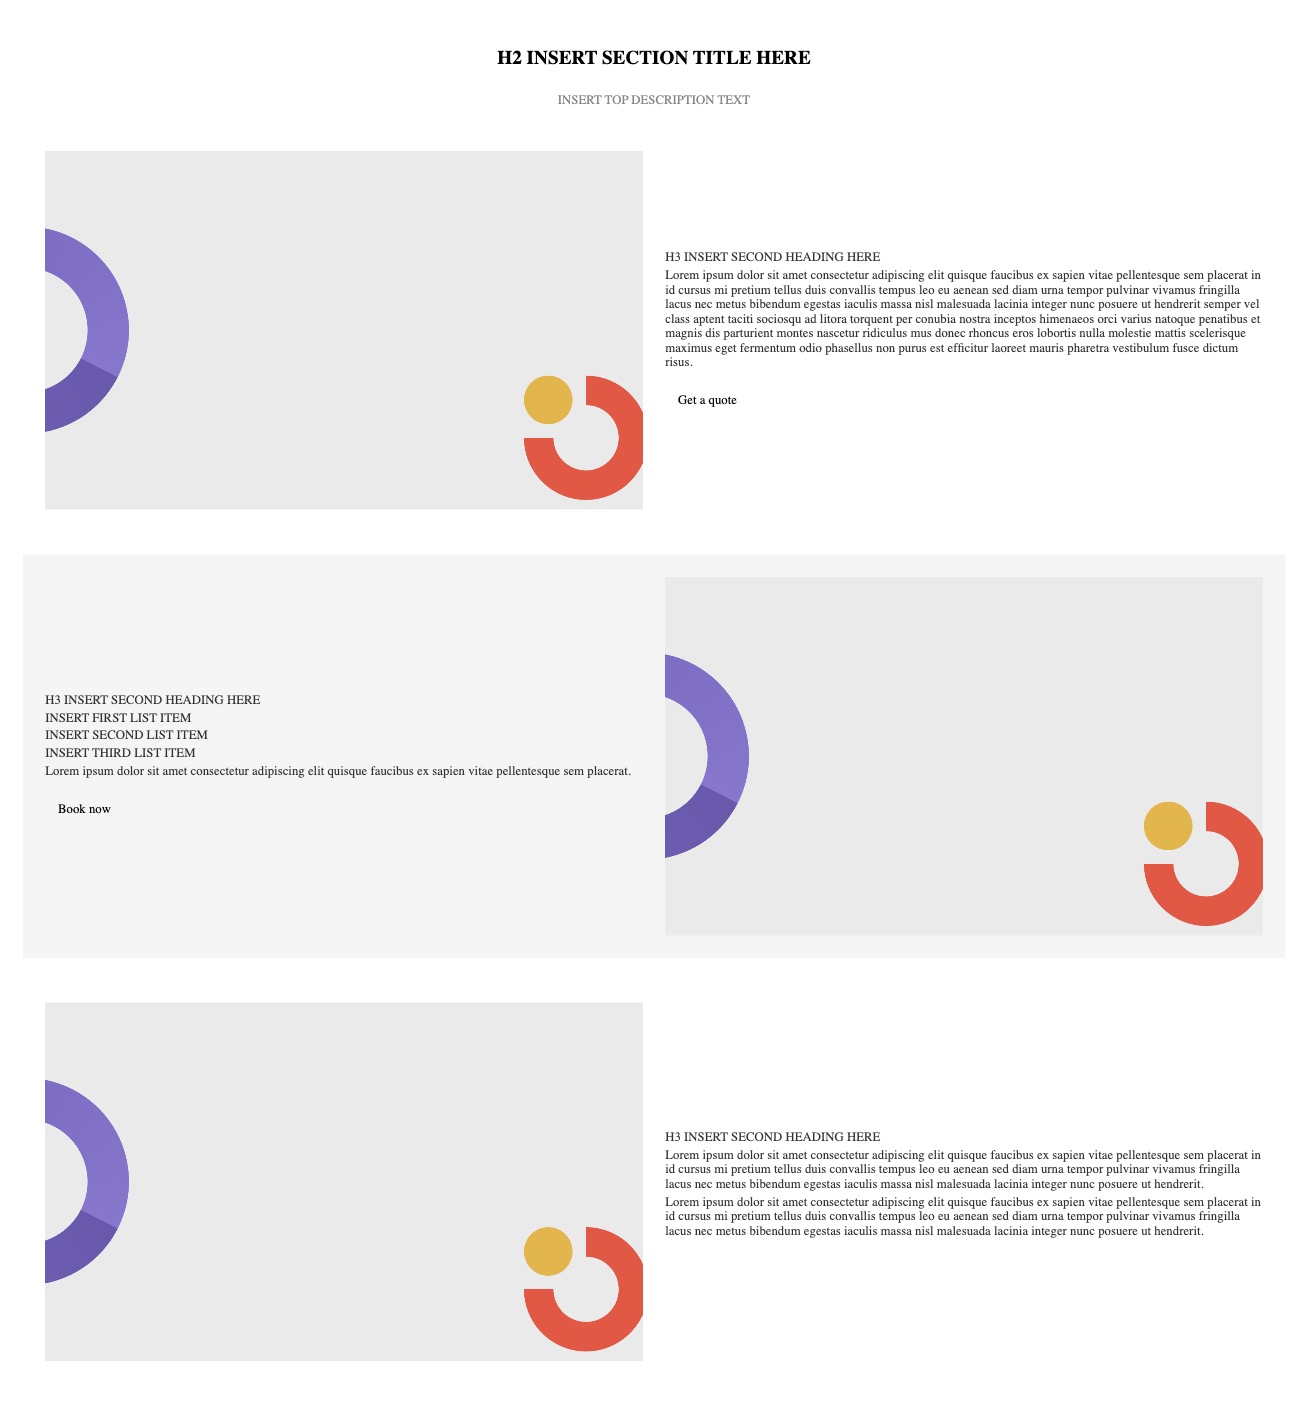 H2 INSERT SECTION TITLE HERE
INSERT TOP DESCRIPTION TEXT
H3 INSERT SECOND HEADING HERE
Lorem ipsum dolor sit amet consectetur adipiscing elit quisque faucibus ex sapien vitae pellentesque sem placerat in
id cursus mi pretium tellus duis convallis tempus leo eu aenean sed diam urna tempor pulvinar vivamus fringilla
lacus nec metus bibendum egestas iaculis massa nisl malesuada lacinia integer nunc posuere ut hendrerit semper vel
class aptent taciti sociosqu ad litora torquent per conubia nostra inceptos himenaeos orci varius natoque penatibus et
magnis dis parturient montes nascetur ridiculus mus donec rhoncus eros lobortis nulla molestie mattis scelerisque
maximus eget fermentum odio phasellus non purus est efficitur laoreet mauris pharetra vestibulum fusce dictum
risus.
Get a quote
H3 INSERT SECOND HEADING HERE
INSERT FIRST LIST ITEM
INSERT SECOND LIST ITEM
INSERT THIRD LIST ITEM
Lorem ipsum dolor sit amet consectetur adipiscing elit quisque faucibus ex sapien vitae pellentesque sem placerat.
Book now
H3 INSERT SECOND HEADING HERE
Lorem ipsum dolor sit amet consectetur adipiscing elit quisque faucibus ex sapien vitae pellentesque sem placerat in
id cursus mi pretium tellus duis convallis tempus leo eu aenean sed diam urna tempor pulvinar vivamus fringilla
lacus nec metus bibendum egestas iaculis massa nisl malesuada lacinia integer nunc posuere ut hendrerit.
Lorem ipsum dolor sit amet consectetur adipiscing elit quisque faucibus ex sapien vitae pellentesque sem placerat in
id cursus mi pretium tellus duis convallis tempus leo eu aenean sed diam urna tempor pulvinar vivamus fringilla
lacus nec metus bibendum egestas iaculis massa nisl malesuada lacinia integer nunc posuere ut hendrerit.